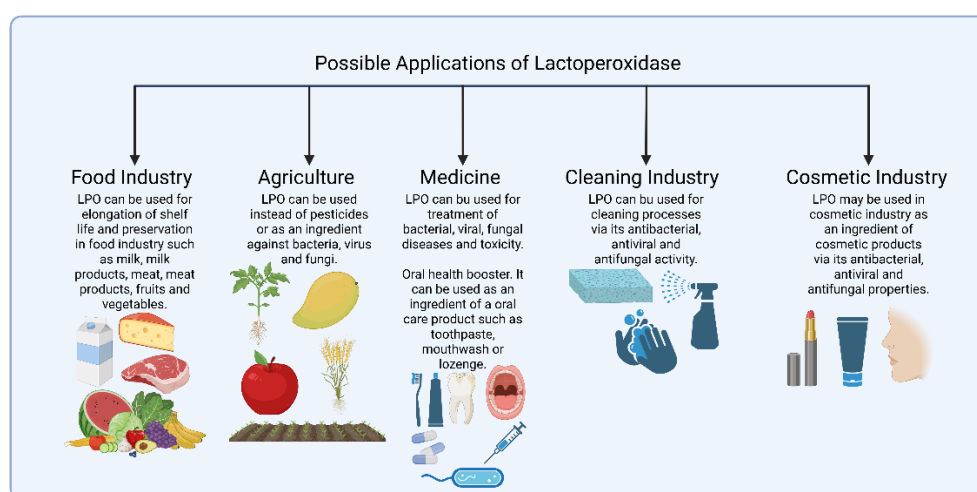 Possible Applications of Lactoperoxidase
Food Industry
LPO can be used for
elongation of shelf
life and preservation
in food industry such
as milk, milk
products, meat, meat
products, fruits and
vegetables.
Agriculture
LPO can be used
instead of pesticides
or as an ingredient
against bacteria, virus
and fungi.
Medicine
LPO can bu used for
treatment of
bacterial, viral, fungal
diseases and toxicity.
Oral health booster. It
can be used as an
ingredient of a oral
care product such as
toothpaste,
mouthwash or
lozenge.
Cleaning Industry
LPO can bu used for
cleaning processes
via its antibacterial,
antiviral and
antifungal activity.
Cosmetic Industry
LPO may be used in
cosmetic industry as
an ingredient of
cosmetic products
via its antibacterial,
antiviral and
antifungal properties.